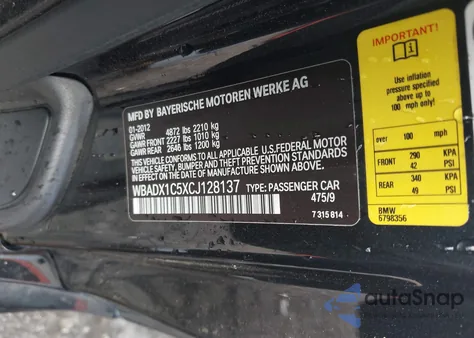 MFD BY BAYERISCHE MOTOREN WERKE AG
01-2012
GVWR 4872 lbs 2210 kg
GAWR FRONT 2227 lbs 1010 kg
GAWR REAR 2646 lbs 1200 kg
CONFORMS TO ALL APPLICABLE U.S.FEDERAL MOTOR
VEHICLE SAFETY, BUMPER, AND THEFT PREVENTION
STANDARDS IN EFFECT ON THE DATE OF
MANUFACTURE SHOWN ABOVE.
WBADX1C5XCJ128137 TYPE: PASSENGER CAR
475/9
7 315 614
IMPORTANT!
Use inflation
pressure specified
above for speeds up to
100 mph only!
over 100 mph
FRONT 290 KPA
42 PSI
REAR 340 KPA
49 PSI
BMW
6798356
autoSnap